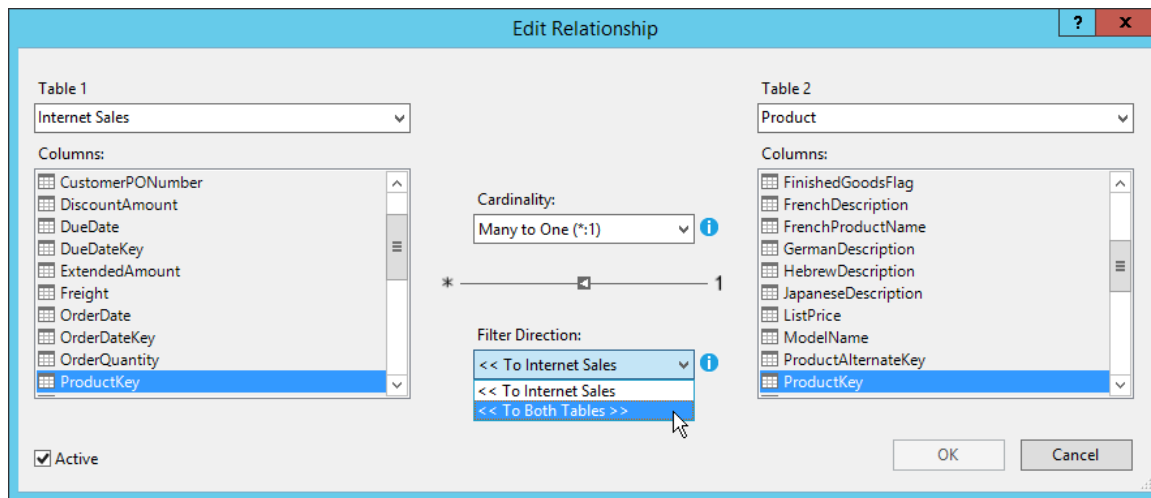 Edit Relationship
?
x
Table 1
Internet Sales
Columns:
CustomerPONumber
DiscountAmount
DueDate
DueDateKey
ExtendedAmount
Freight
OrderDate
OrderDateKey
OrderQuantity
ProductKey
Active
Cardinality:
Many to One (*:1)
i
* 1
Filter Direction:
<< To Internet Sales
i
<< To Internet Sales
<< To Both Tables >>
Table 2
Product
Columns:
FinishedGoodsFlag
FrenchDescription
FrenchProductName
GermanDescription
HebrewDescription
JapaneseDescription
ListPrice
ModelName
ProductAlternateKey
ProductKey
OK Cancel